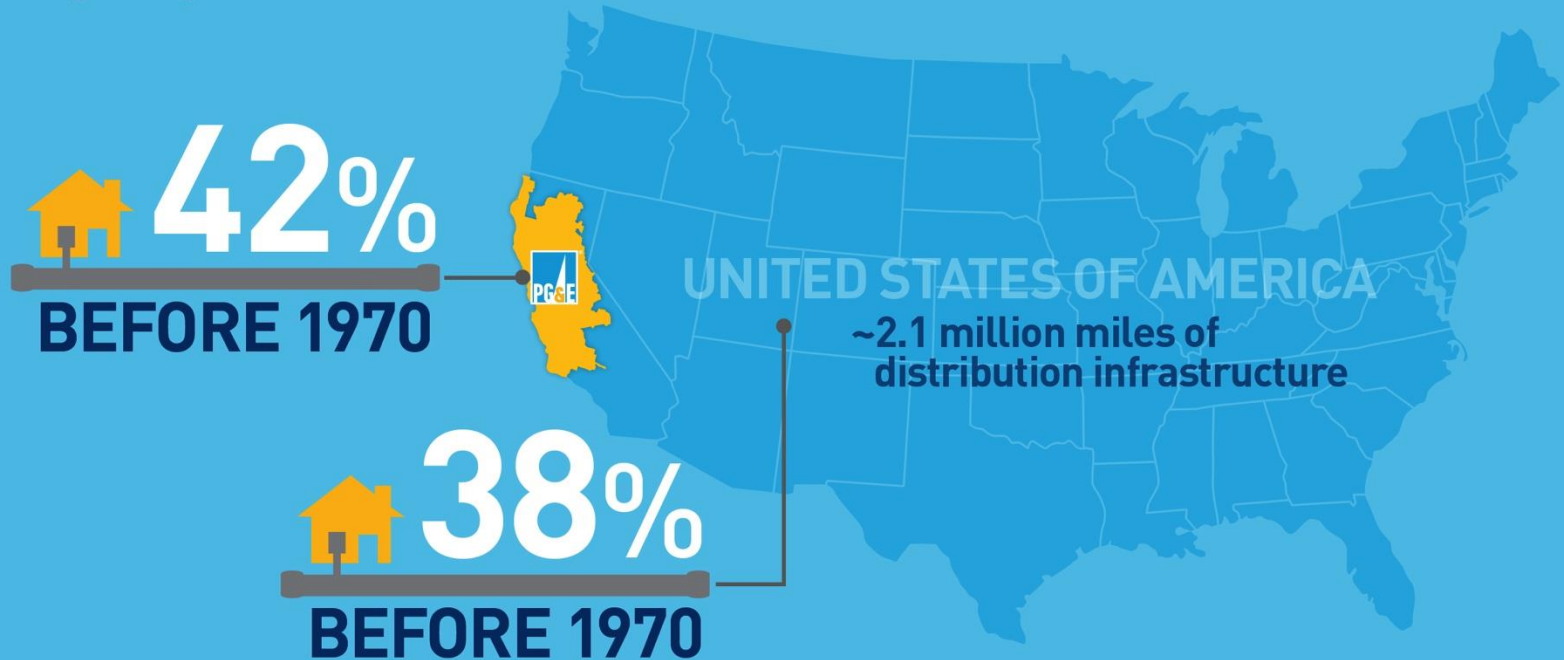 42%
BEFORE 1970
PG&E
UNITED STATES OF AMERICA
~2.1 million miles of
distribution infrastructure
38%
BEFORE 1970